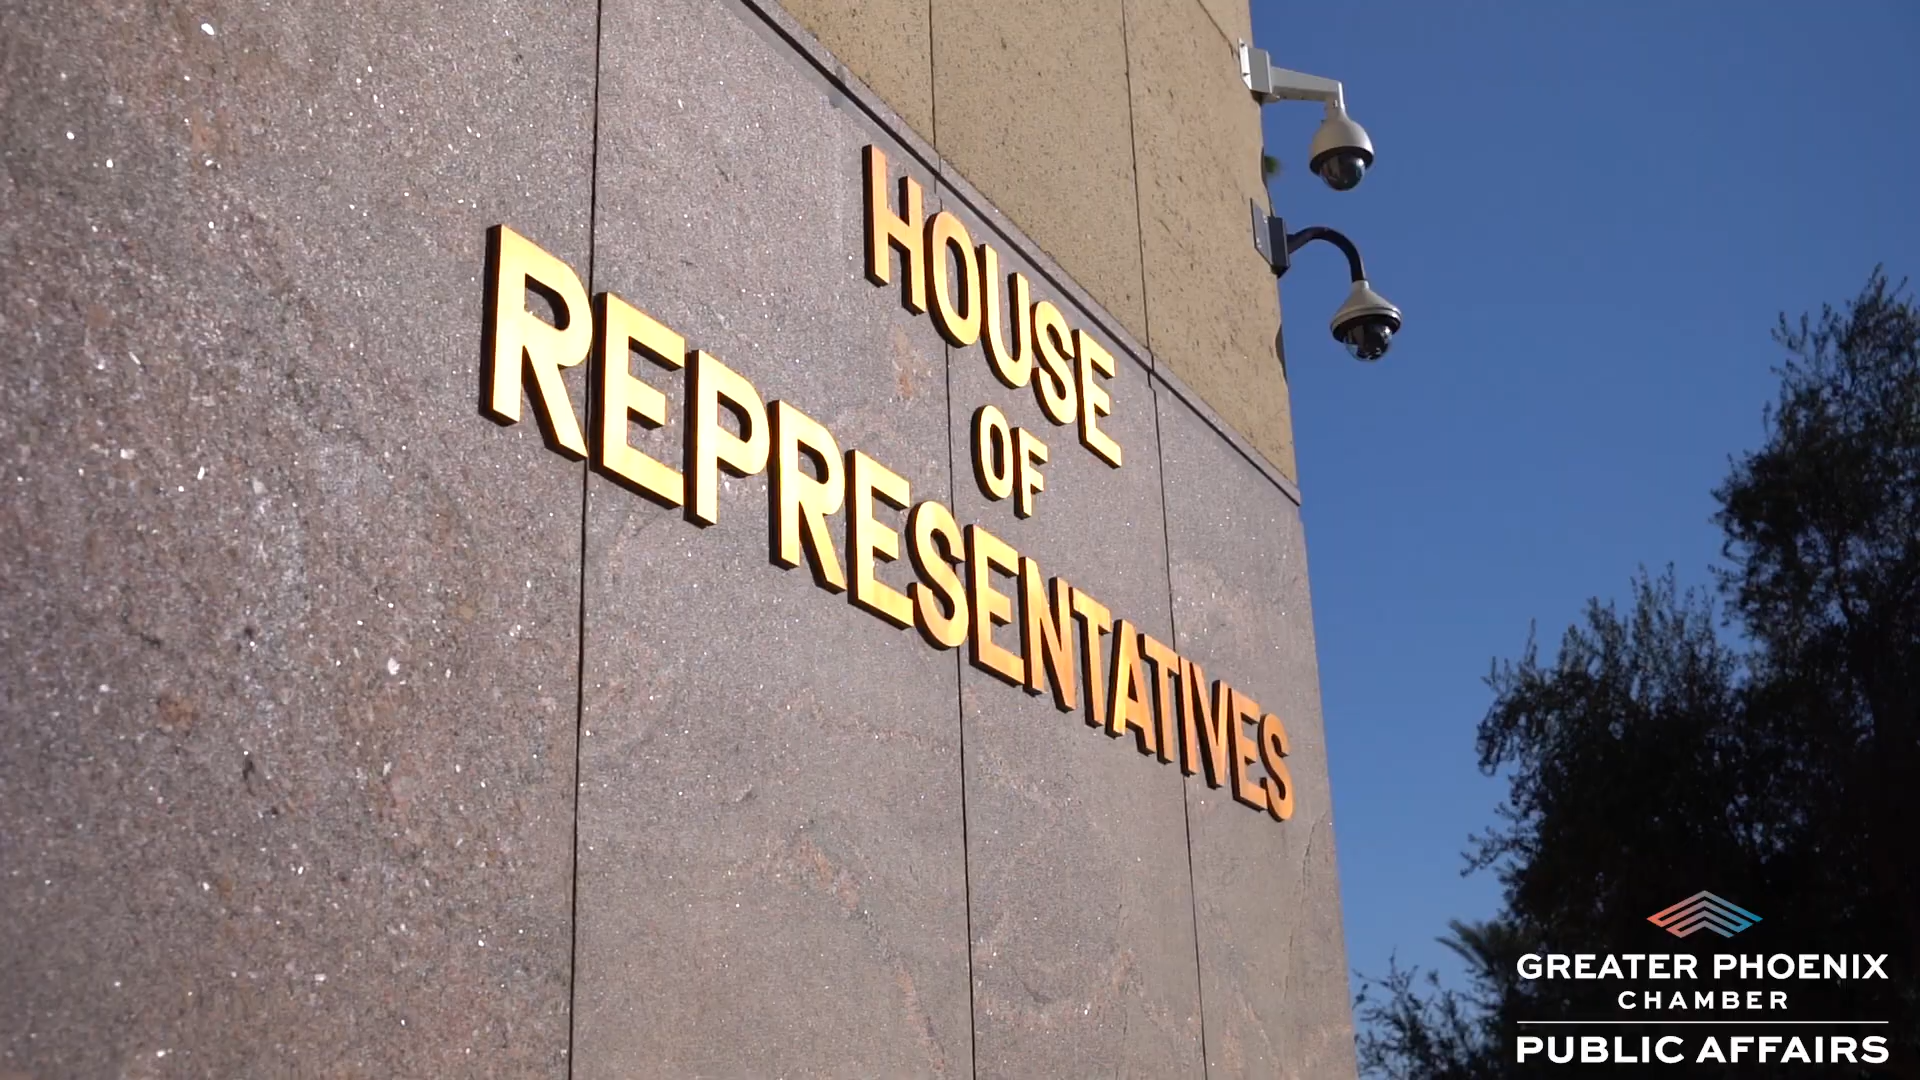 HOUSE
OF
REPRESENTATIVES
GREATER PHOENIX
CHAMBER
PUBLIC AFFAIRS